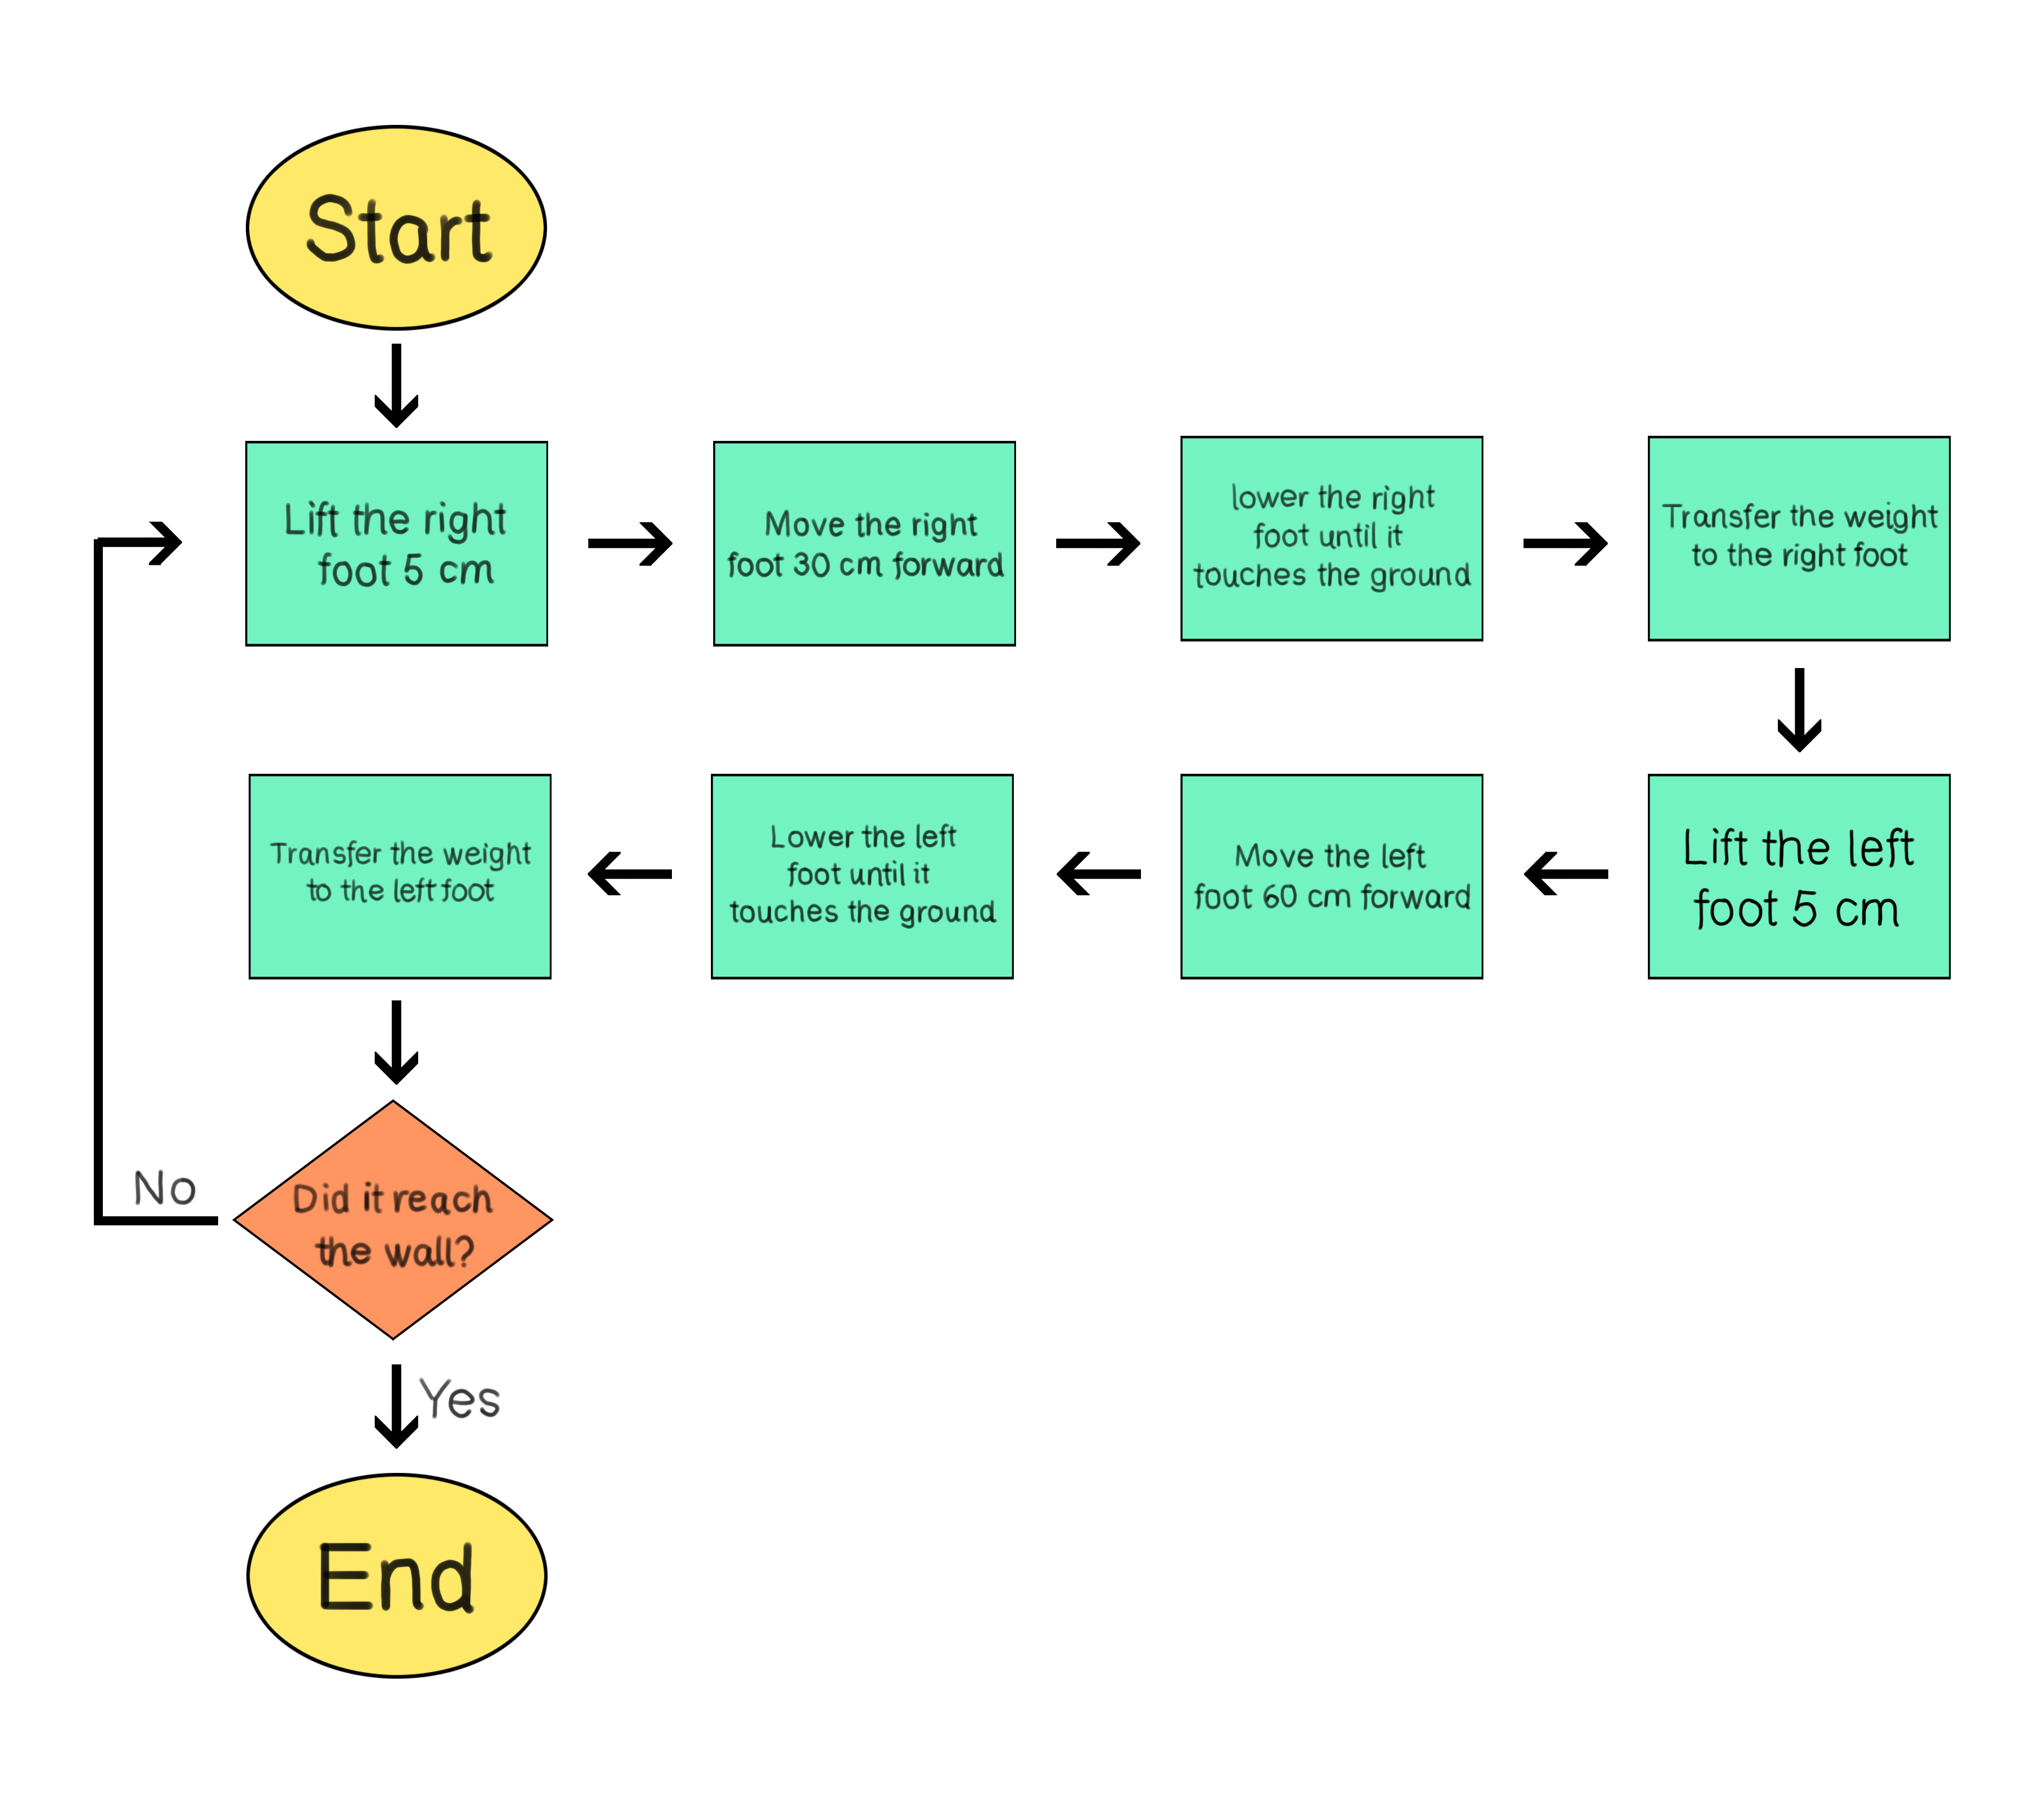 Start
Lift the right
foot 5 cm
Move the right
foot 30 cm forward
lower the right
foot until it
touches the ground
Transfer the weight
to the right foot
Lift the left
foot 5 cm
Move the left
foot 60 cm forward
Lower the left
foot until it
touches the ground
Transfer the weight
to the left foot
Did it reach
the wall?
No
Yes
End